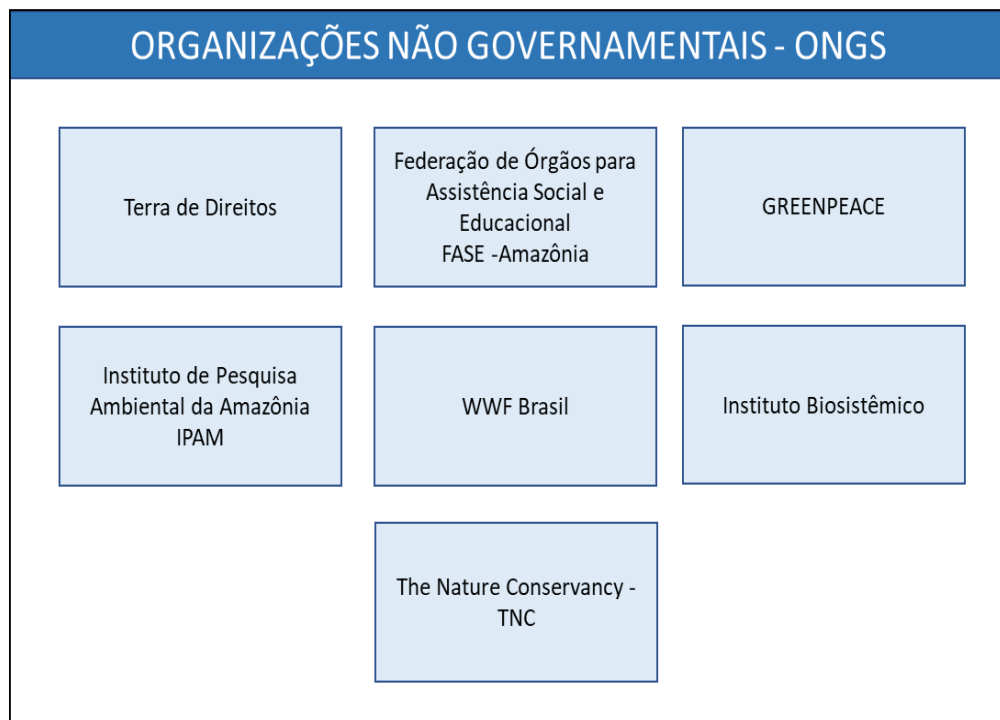 ORGANIZAÇÕES NÃO GOVERNAMENTAIS - ONGS
Terra de Direitos
Federação de Órgãos para
Assistência Social e
Educacional
FASE -Amazônia
GREENPEACE
Instituto de Pesquisa
Ambiental da Amazônia
IPAM
WWF Brasil
Instituto Biosistêmico
The Nature Conservancy -
TNC